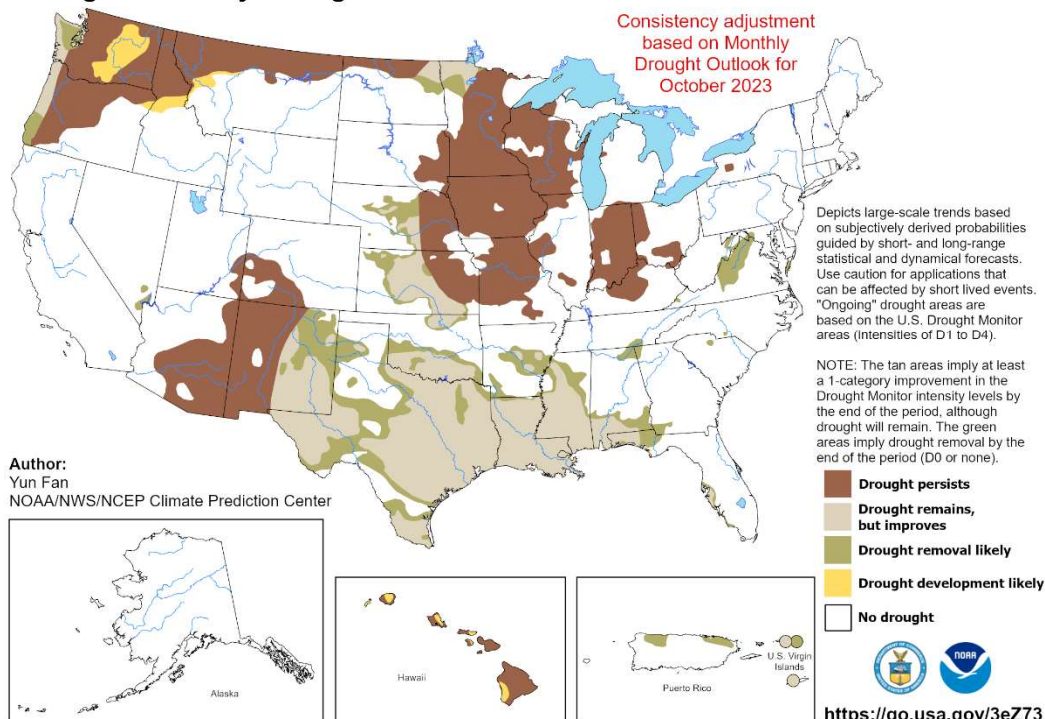 Consistency adjustment
based on Monthly
Drought Outlook for
October 2023
Depicts large-scale trends based
on subjectively derived probabilities
guided by short- and long-range
statistical and dynamical forecasts.
Use caution for applications that
can be affected by short lived events.
"Ongoing" drought areas are
based on the U.S. Drought Monitor
areas (intensities of D1 to D4).
NOTE: The tan areas imply at least
a 1-category improvement in the
Drought Monitor intensity levels by
the end of the period, although
drought will remain. The green
areas imply drought removal by the
end of the period (D0 or none).
Author:
Yun Fan
NOAA/NWS/NCEP Climate Prediction Center
Drought persists
Drought remains,
but improves
Drought removal likely
Drought development likely
No drought
Alaska
Hawaii
Puerto Rico
U.S. Virgin
Islands
NOAA
https://go.usa.gov/3eZ73